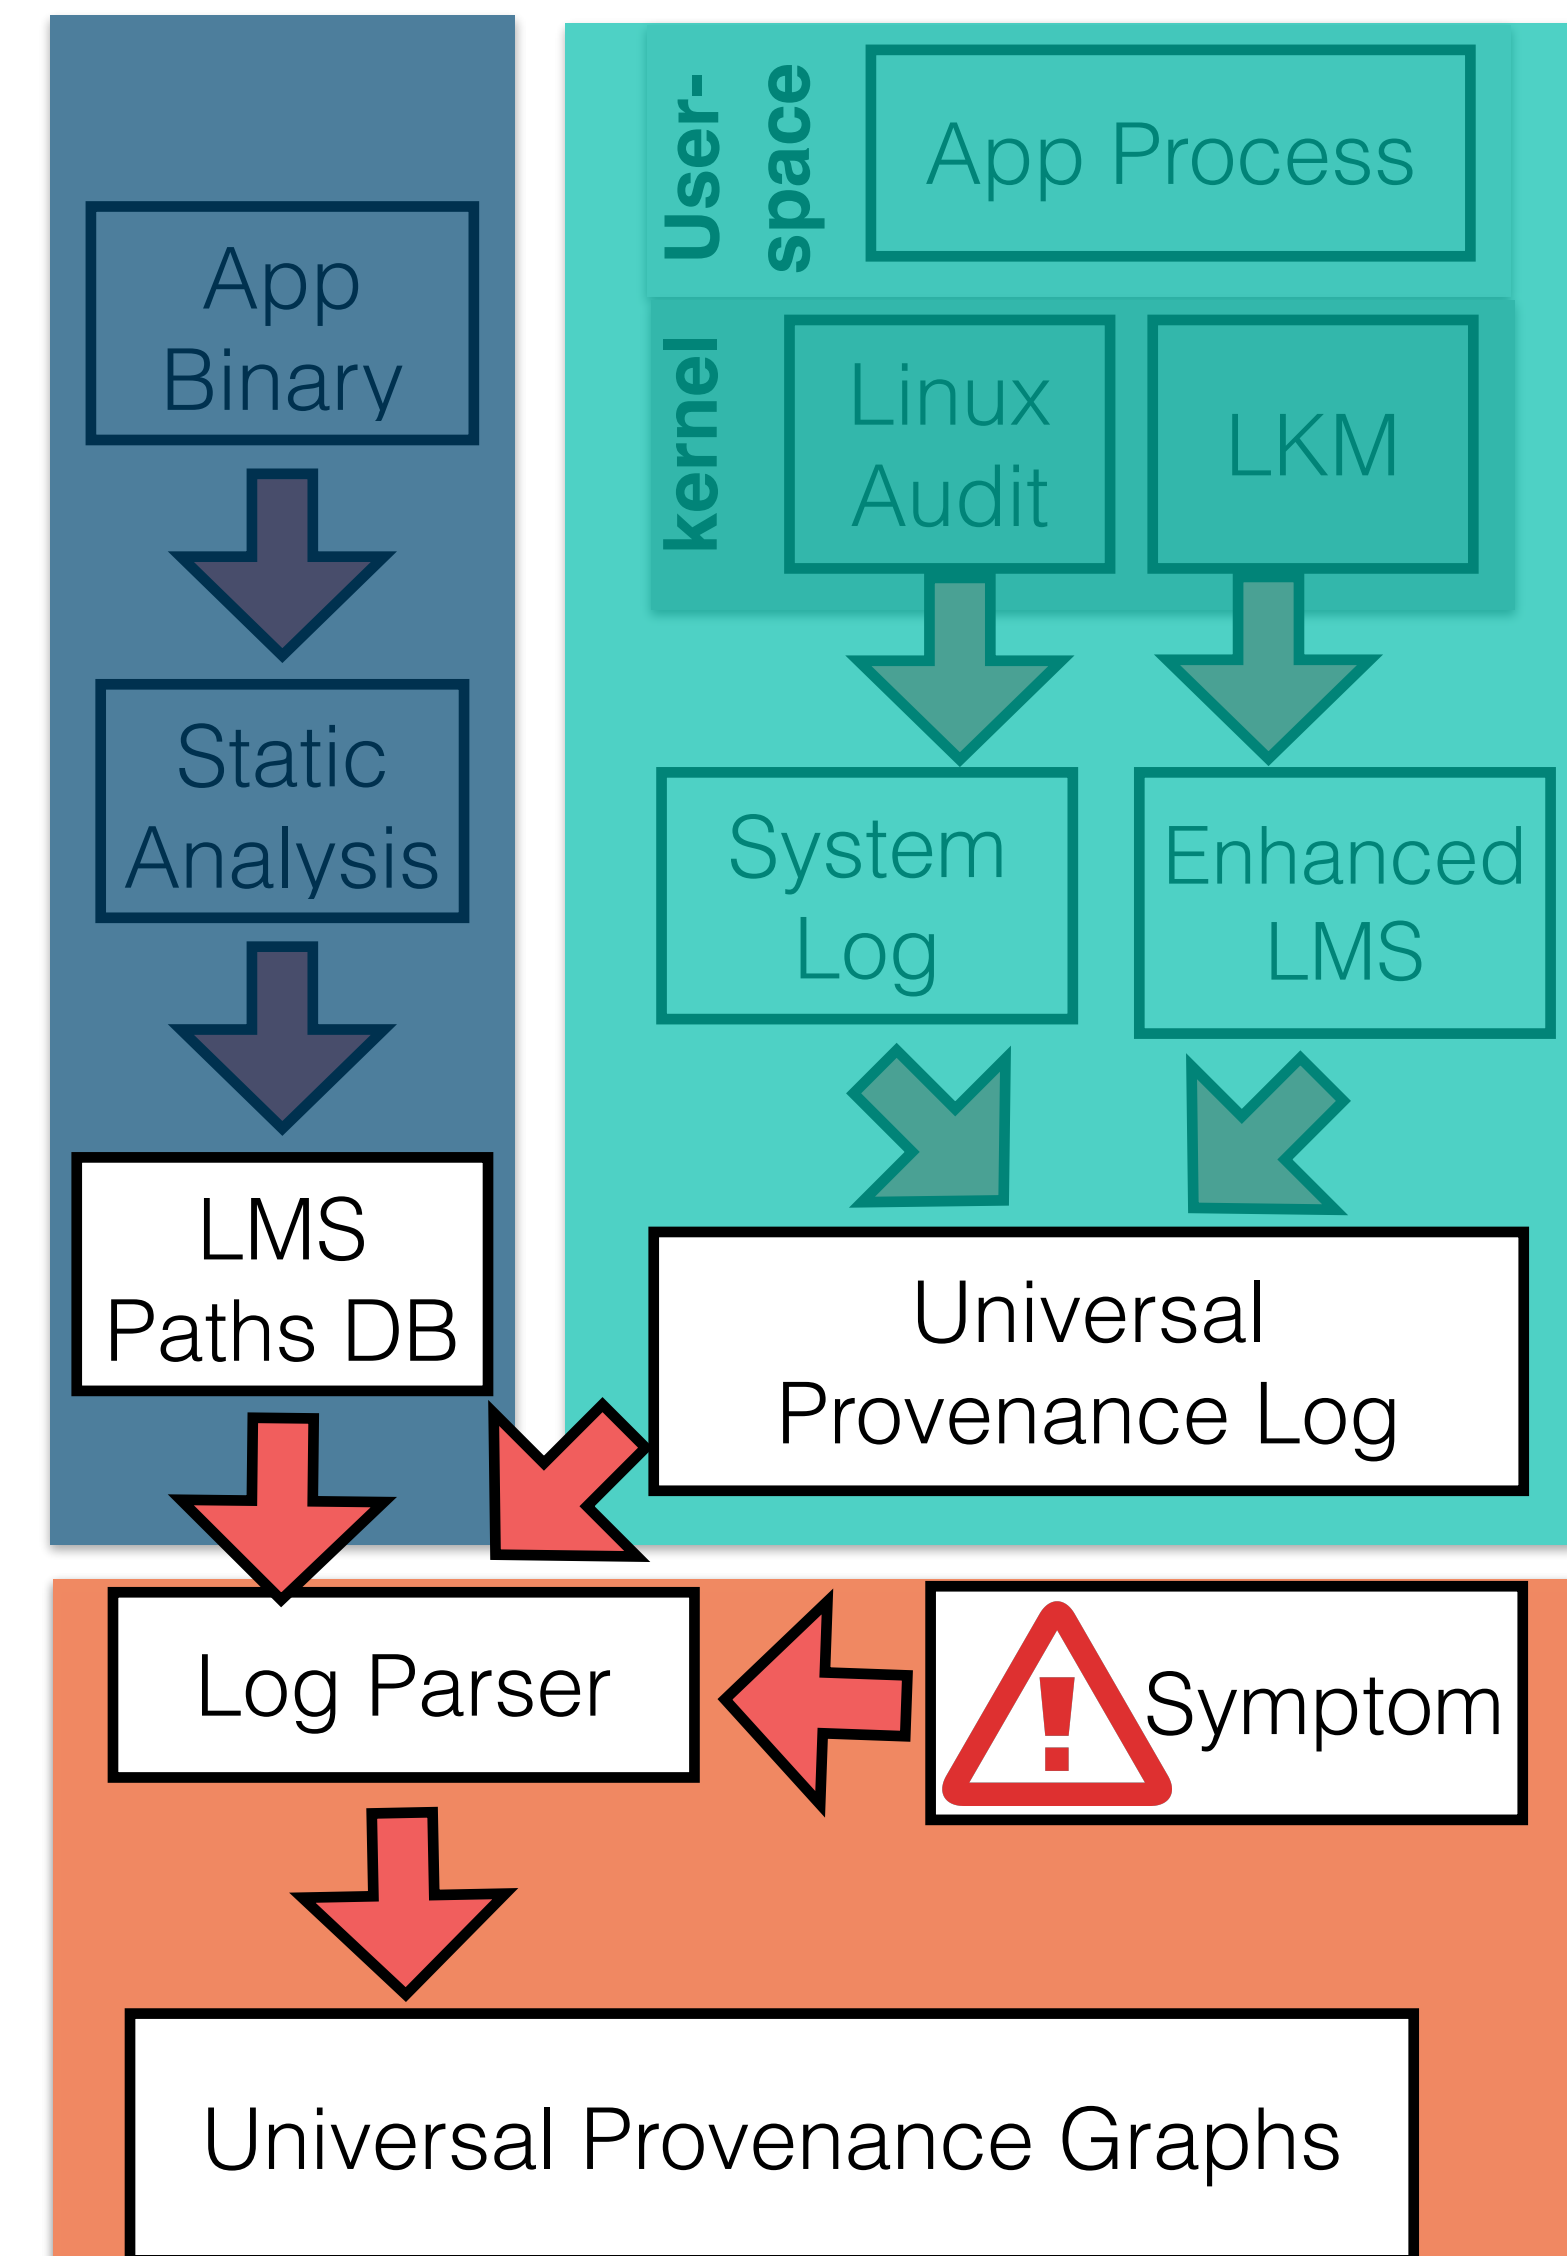 App
Binary
Static
Analysis
LMS
Paths DB
User-
space
App Process
kernel
Linux
Audit
LKM
System
Log
Enhanced
LMS
Universal
Provenance Log
Log Parser
!
Symptom
Universal Provenance Graphs